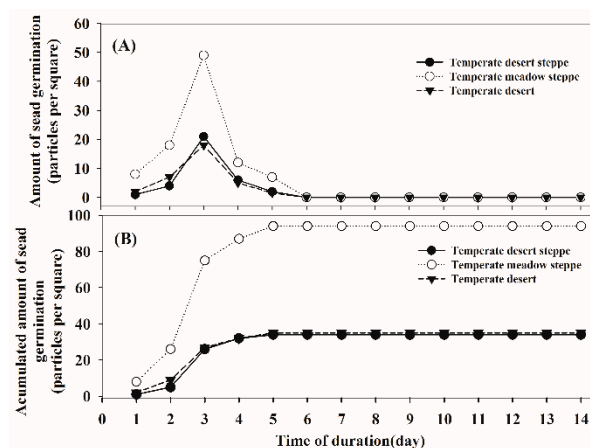 60
50
40
30
20
10
0
Amount of sead germination
(particles per square)
(A)
Temperate desert steppe
Temperate meadow steppe
Temperate desert
100
80
60
40
20
0
Acumulated amount of sead
germination
(particles per square)
(B)
Temperate desert steppe
Temperate meadow steppe
Temperate desert
0 1 2 3 4 5 6 7 8 9 10 11 12 13 14
Time of duration(day)